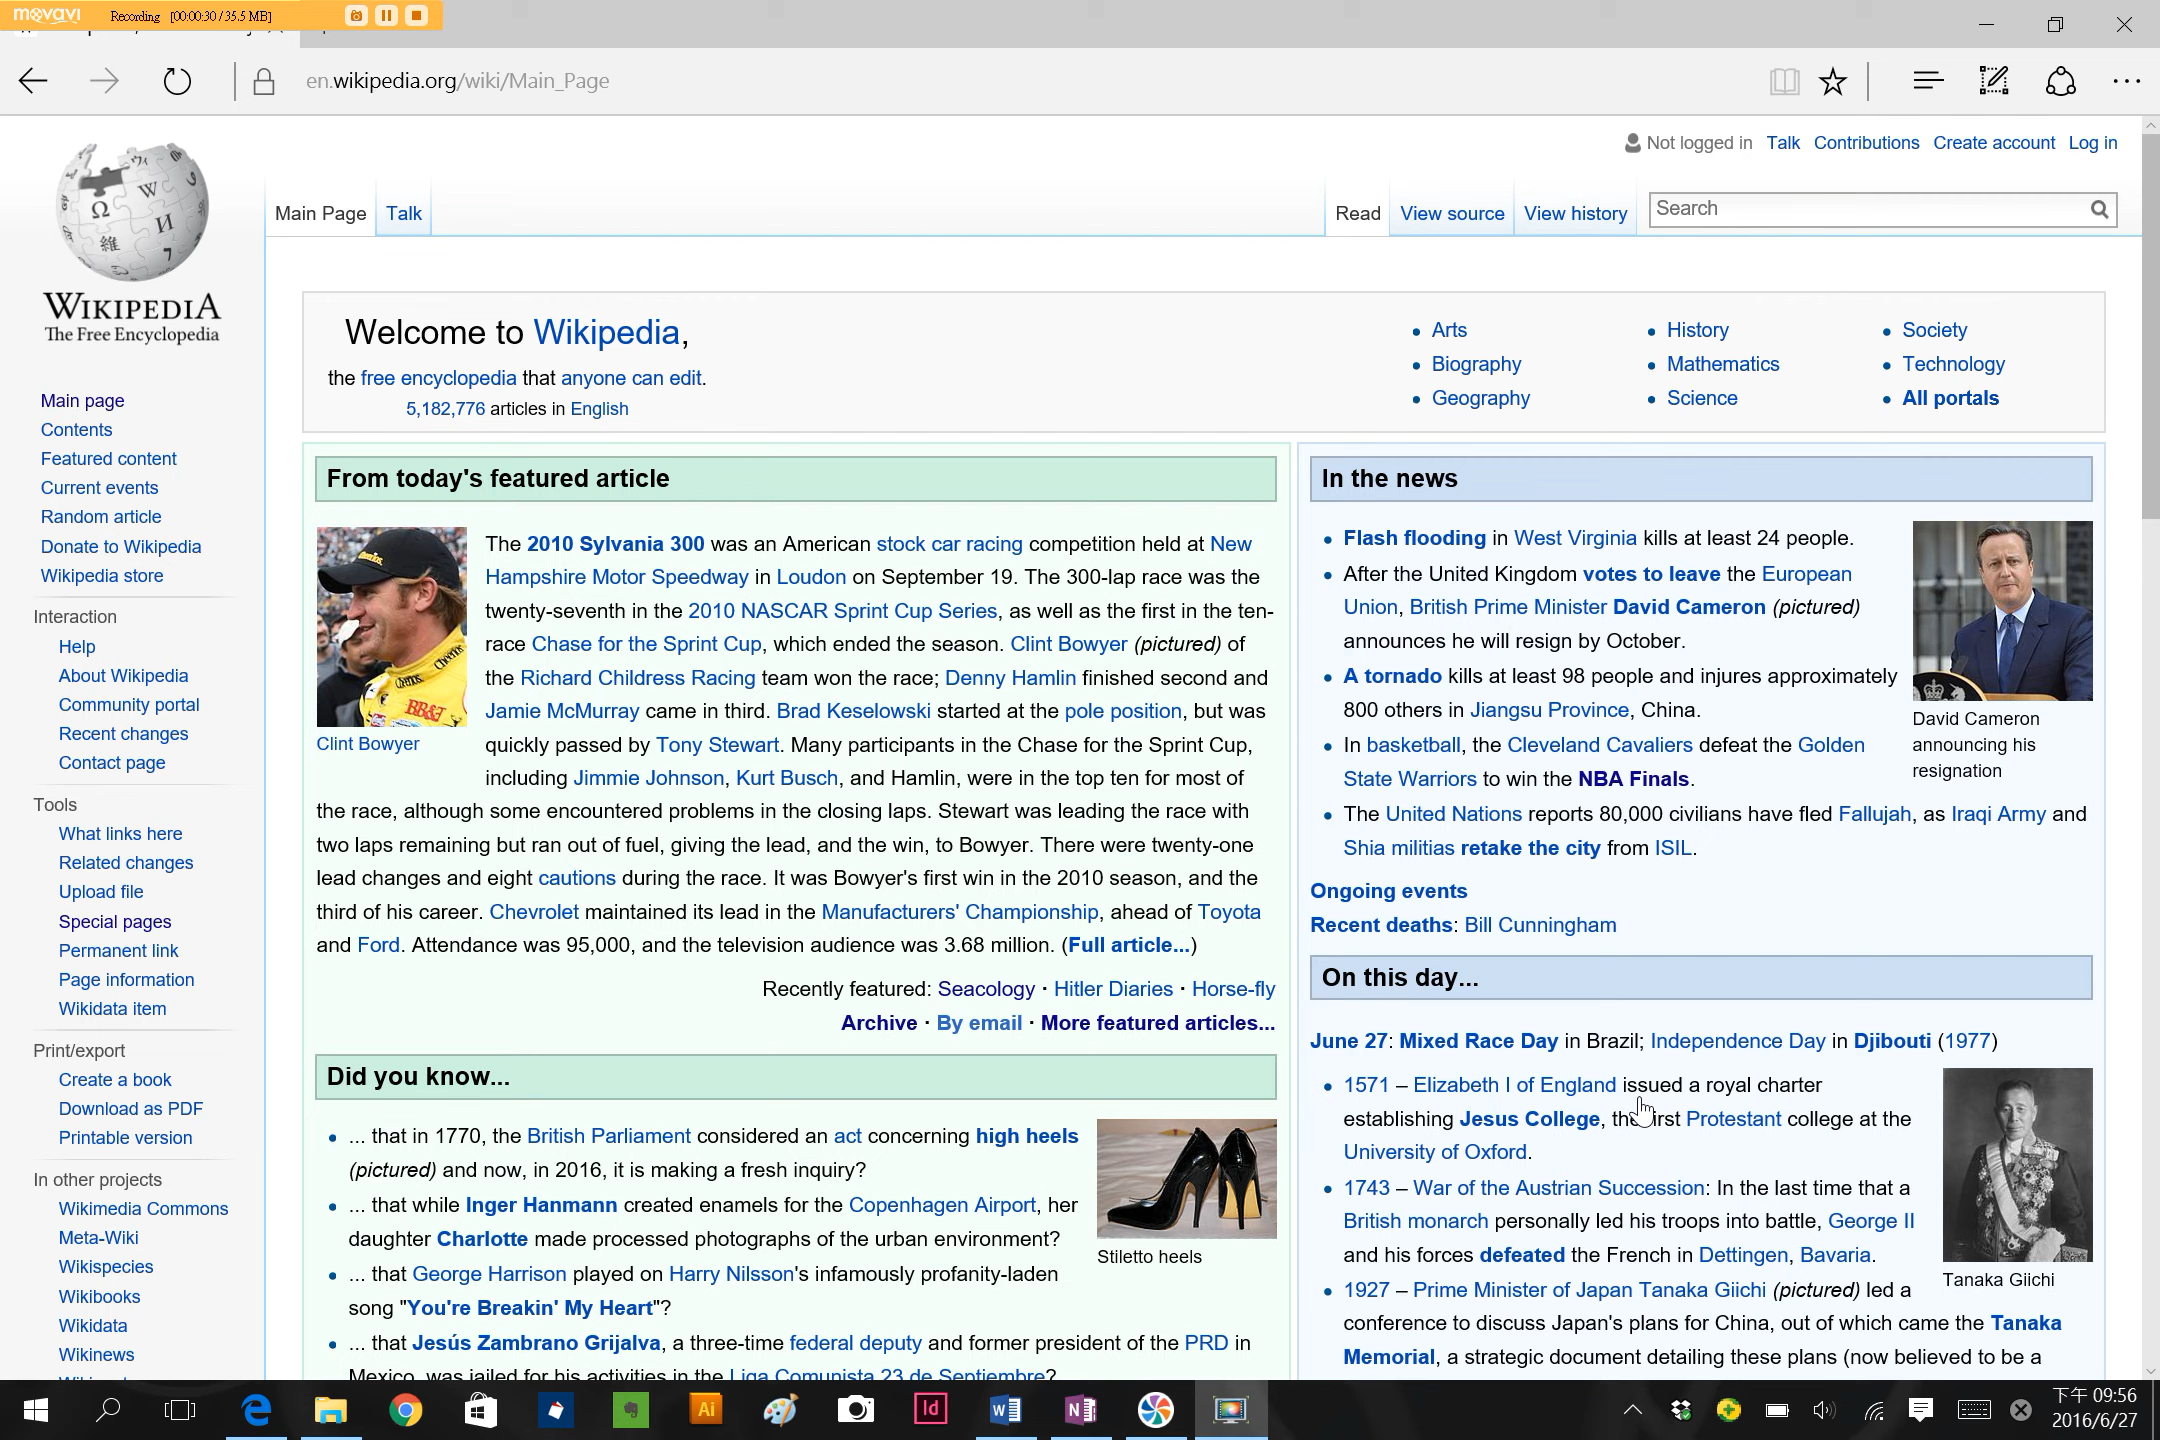 movavi Recording [00:00:30 / 35.5 MB]
en.wikipedia.org/wiki/Main_Page
Not logged in Talk Contributions Create account Log in
Main Page Talk Read View source View history Search
WIKIPEDIA
The Free Encyclopedia
Main page
Contents
Featured content
Current events
Random article
Donate to Wikipedia
Wikipedia store
Interaction
Help
About Wikipedia
Community portal
Recent changes
Contact page
Tools
What links here
Related changes
Upload file
Special pages
Permanent link
Page information
Wikidata item
Print/export
Create a book
Download as PDF
Printable version
In other projects
Wikimedia Commons
Meta-Wiki
Wikispecies
Wikibooks
Wikidata
Wikinews
Welcome to Wikipedia,
the free encyclopedia that anyone can edit.
5,182,776 articles in English
Arts
Biography
Geography
History
Mathematics
Science
Society
Technology
All portals
From today's featured article
The 2010 Sylvania 300 was an American stock car racing competition held at New
Hampshire Motor Speedway in Loudon on September 19. The 300-lap race was the
twenty-seventh in the 2010 NASCAR Sprint Cup Series, as well as the first in the ten-
race Chase for the Sprint Cup, which ended the season. Clint Bowyer (pictured) of
the Richard Childress Racing team won the race; Denny Hamlin finished second and
Jamie McMurray came in third. Brad Keselowski started at the pole position, but was
quickly passed by Tony Stewart. Many participants in the Chase for the Sprint Cup,
including Jimmie Johnson, Kurt Busch, and Hamlin, were in the top ten for most of
the race, although some encountered problems in the closing laps. Stewart was leading the race with
two laps remaining but ran out of fuel, giving the lead, and the win, to Bowyer. There were twenty-one
lead changes and eight cautions during the race. It was Bowyer's first win in the 2010 season, and the
third of his career. Chevrolet maintained its lead in the Manufacturers' Championship, ahead of Toyota
and Ford. Attendance was 95,000, and the television audience was 3.68 million. (Full article...)
Clint Bowyer
Recently featured: Seacology · Hitler Diaries · Horse-fly
Archive · By email · More featured articles...
Did you know...
... that in 1770, the British Parliament considered an act concerning high heels
(pictured) and now, in 2016, it is making a fresh inquiry?
... that while Inger Hanmann created enamels for the Copenhagen Airport, her
daughter Charlotte made processed photographs of the urban environment?
... that George Harrison played on Harry Nilsson's infamously profanity-laden
song "You're Breakin' My Heart"?
... that Jesús Zambrano Grijalva, a three-time federal deputy and former president of the PRD in
Mexico, was jailed for his activities in the Liga Comunista 23 de Septiembre?
Stiletto heels
In the news
Flash flooding in West Virginia kills at least 24 people.
After the United Kingdom votes to leave the European
Union, British Prime Minister David Cameron (pictured)
announces he will resign by October.
A tornado kills at least 98 people and injures approximately
800 others in Jiangsu Province, China.
In basketball, the Cleveland Cavaliers defeat the Golden
State Warriors to win the NBA Finals.
The United Nations reports 80,000 civilians have fled Fallujah, as Iraqi Army and
Shia militias retake the city from ISIL.
David Cameron
announcing his
resignation
Ongoing events
Recent deaths: Bill Cunningham
On this day...
June 27: Mixed Race Day in Brazil; Independence Day in Djibouti (1977)
1571 – Elizabeth I of England issued a royal charter
establishing Jesus College, the first Protestant college at the
University of Oxford.
1743 – War of the Austrian Succession: In the last time that a
British monarch personally led his troops into battle, George II
and his forces defeated the French in Dettingen, Bavaria.
1927 – Prime Minister of Japan Tanaka Giichi (pictured) led a
conference to discuss Japan's plans for China, out of which came the Tanaka
Memorial, a strategic document detailing these plans (now believed to be a
Tanaka Giichi
下午 09:56
2016/6/27